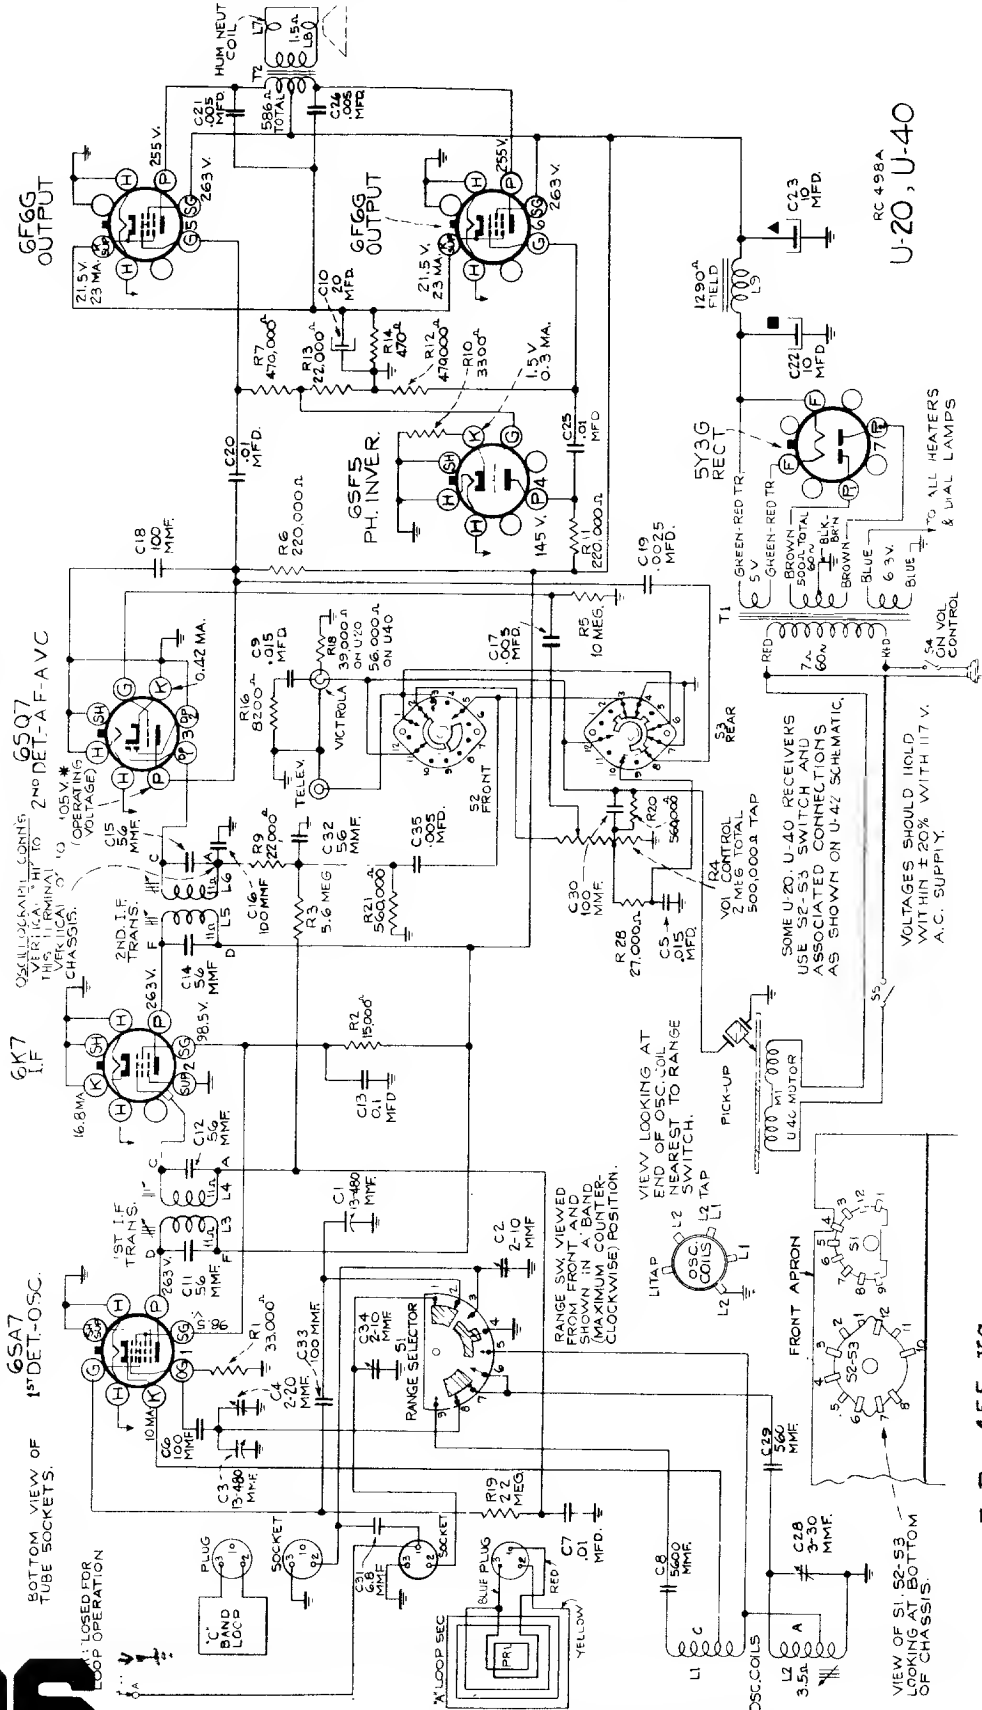 BOTTOM VIEW OF
TUBE SOCKETS.
6SA7
1ST DET.-OSC.
6K7
I.F
6SQ7
2ND DET.-A F-AVC
6F6G
OUTPUT
CHASSIS.
105 V.*
(OPERATING
VOLTAGE)
LOOP OPERATION
"C"
BAND
LOOP
PLUG
SOCKET
SOCKET
"A" LOOP SEC
PRI.
BLUE
PLUG
RED
YELLOW
C31
6.8
MMF
C3
13-480
MMF.
C4
2-20
MMF.
C6
100
MMF.
10 MA.
R1
33,000Ω
C33
100 MMF.
C34
2-10
MMF.
S1
RANGE SELECTOR
R19
2.2
MEG.
C7
.01
MFD.
C8
5600
MMF.
C29
560
MMF.
C28
3-30
MMF.
L1
C
OSC. COILS
L2
3.5Ω
A
263 V.
C11
56
MMF.
11Ω
L3
1ST I.F
TRANS.
L4
11Ω
C12
56
MMF.
C1
13-480
MMF.
C2
2-10
MMF
RANGE SW. VIEWED
FROM FRONT AND
SHOWN IN "A" BAND
(MAXIMUM COUNTER-
CLOCKWISE) POSITION.
16.8 MA.
263 V.
98.5 V.
C13
0.1
MFD
R2
15,000Ω
2ND. I.F
TRANS.
C14
56
MMF
11Ω
L5
L6
11Ω
C15
56
MMF.
C16
100 MMF
R9
22,000Ω
R3
5.6 MEG
C32
56
MMF.
R21
560,000Ω
C35
.005
MFD.
0.42 MA.
C18
100
MMF.
R6
220,000Ω
C20
.01
MFD.
R16
8200Ω
C9
.015
MFD.
R18
39,000Ω
ON U20
56,000Ω
ON U40
TELEV.
VICTROLA
S2
FRONT
S3
REAR
C17
.005
MFD.
R5
10 MEG.
C19
.0025
MFD.
C30
100
MMF.
R20
560,000
R4
VOL CONTROL
2 MEG TOTAL
500,000Ω TAP
R28
27,000Ω
C5
.015
MFD.
6SF5
PH. INVER.
145 V.
1.5 V
0.3 MA.
R11
220,000Ω
C25
.01
MFD
R7
470,000Ω
R13
22,000Ω
C10
20
MFD.
R14
470Ω
R12
470,000Ω
R10
3300Ω
21.5 V.
23 MA.
255 V.
263 V.
6F6G
OUTPUT
21.5 V.
23 MA
255 V.
263 V.
C21
.005
MFD.
C26
.005
MFD.
586Ω
TOTAL
T2
HUM NEUT
COIL
L7
1.5Ω
L8
VIEW LOOKING AT
END OF OSC. COIL
NEAREST TO RANGE
SWITCH.
L1 TAP
L2
OSC.
COILS
L2 TAP
L1
L1
L2
PICK-UP
M1
U 40 MOTOR
S5
SOME U-20, U-40 RECEIVERS
USE S2-S3 SWITCH AND
ASSOCIATED CONNECTIONS
AS SHOWN ON U-42 SCHEMATIC.
VOLTAGES SHOULD HOLD
WITHIN ± 20% WITH 117 V.
A.C. SUPPLY.
FRONT APRON
S2-S3
S1
VIEW OF S1, S2-S3
LOOKING AT BOTTOM
OF CHASSIS.
T1
RED
7Ω
60∿
RED
S4
ON VOL
CONTROL
GREEN-RED TR.
5 V
GREEN-RED TR.
BROWN
500Ω TOTAL
60∿
BLK.
BR'N
BROWN
BLUE
6.3V.
BLUE
TO ALL HEATERS
& DIAL LAMPS
5Y3G
RECT
C22
10
MFD.
1290Ω
FIELD
L9
C23
10
MFD.
RC 498A
U-20, U-40